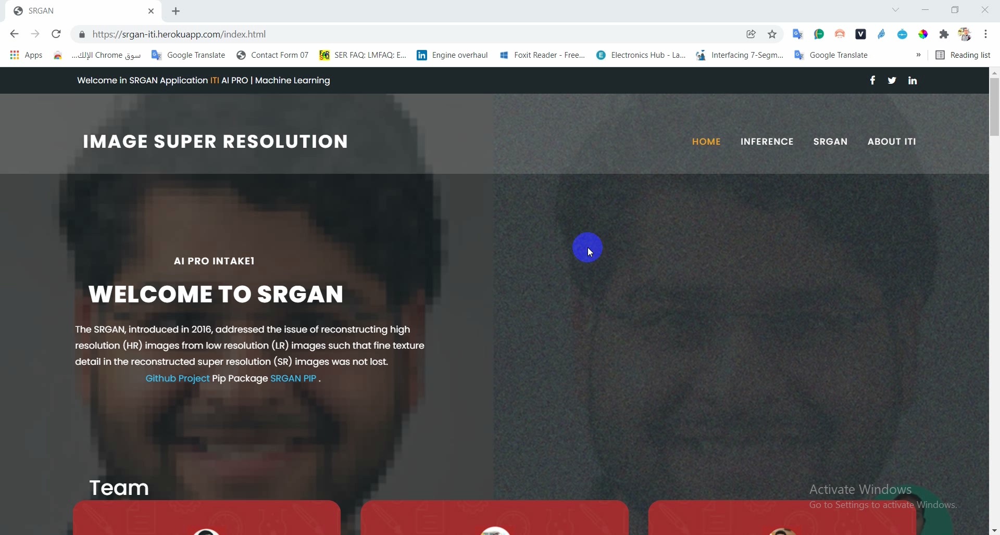 SRGAN
https://srgan-iti.herokuapp.com/index.html
Apps
سوق Chrome الإلك...
Google Translate
Contact Form 07
SER FAQ: LMFAQ: E...
Engine overhaul
Foxit Reader - Free...
Electronics Hub - La...
Interfacing 7-Segm...
Google Translate
»
Reading list
Welcome in SRGAN Application ITI AI PRO | Machine Learning
IMAGE SUPER RESOLUTION
HOME
INFERENCE
SRGAN
ABOUT ITI
AI PRO INTAKE1
WELCOME TO SRGAN
The SRGAN, introduced in 2016, addressed the issue of reconstructing high
resolution (HR) images from low resolution (LR) images such that fine texture
detail in the reconstructed super resolution (SR) images was not lost.
Github Project Pip Package SRGAN PIP .
Team
Activate Windows
Go to Settings to activate Windows.